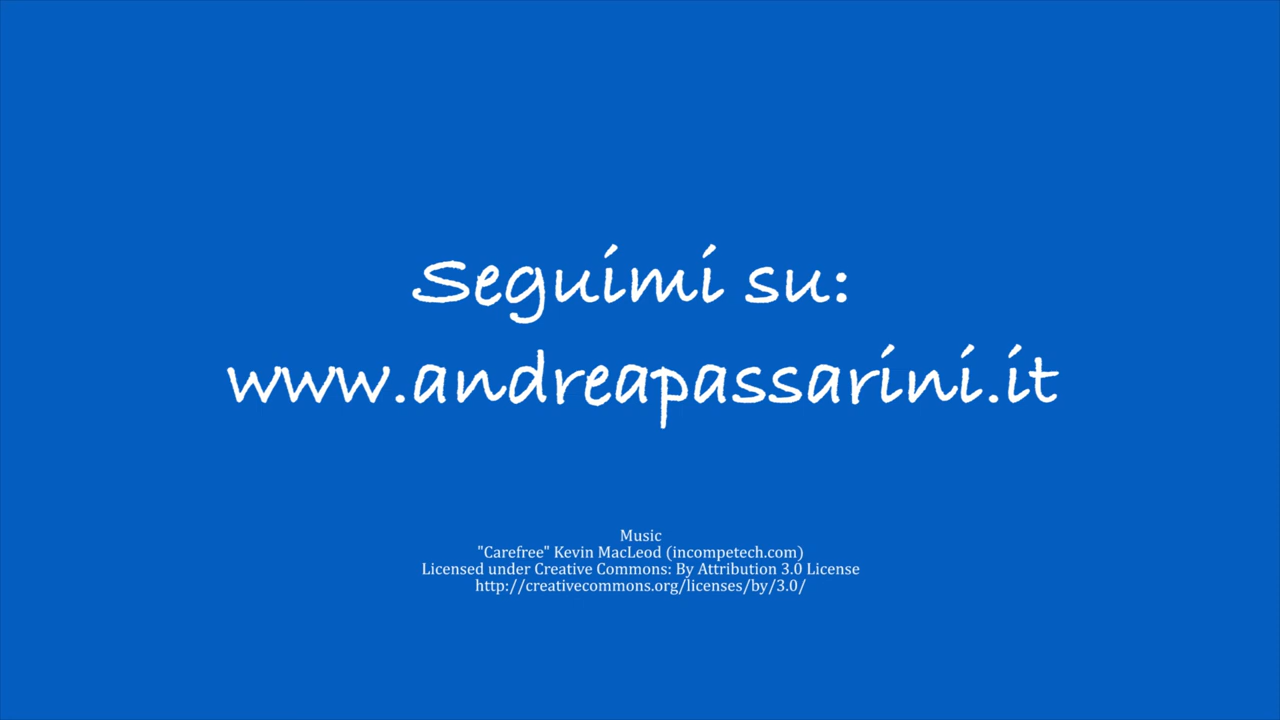 Seguimi su:
www.andreapassarini.it
Music
"Carefree" Kevin MacLeod (incompetech.com)
Licensed under Creative Commons: By Attribution 3.0 License
http://creativecommons.org/licenses/by/3.0/